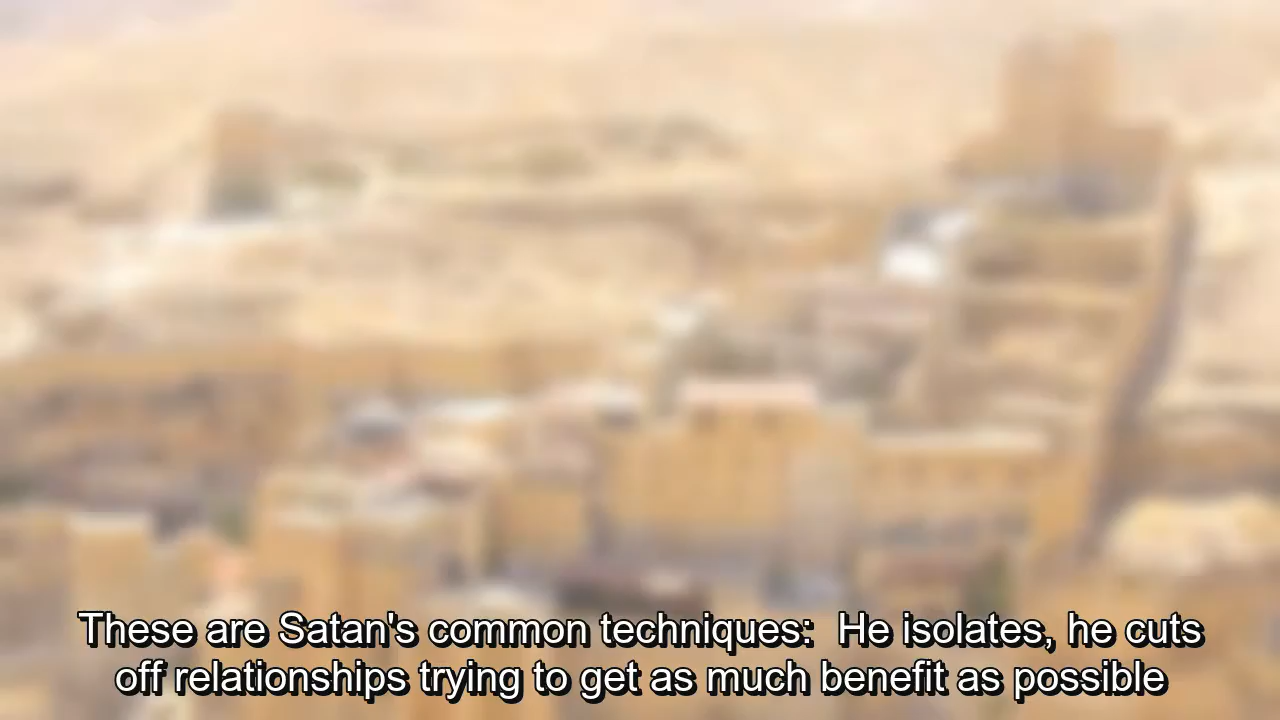 These are Satan's common techniques:  He isolates, he cuts
off relationships trying to get as much benefit as possible